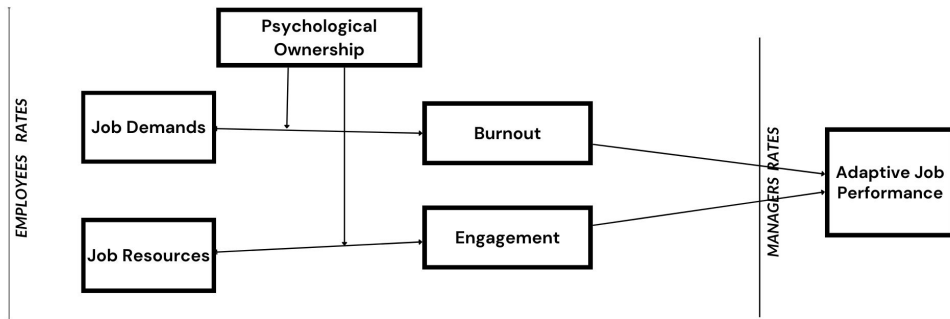 Psychological
Ownership
EMPLOYEES RATES
Job Demands
Burnout
MANAGERS RATES
Adaptive Job
Performance
Job Resources
Engagement